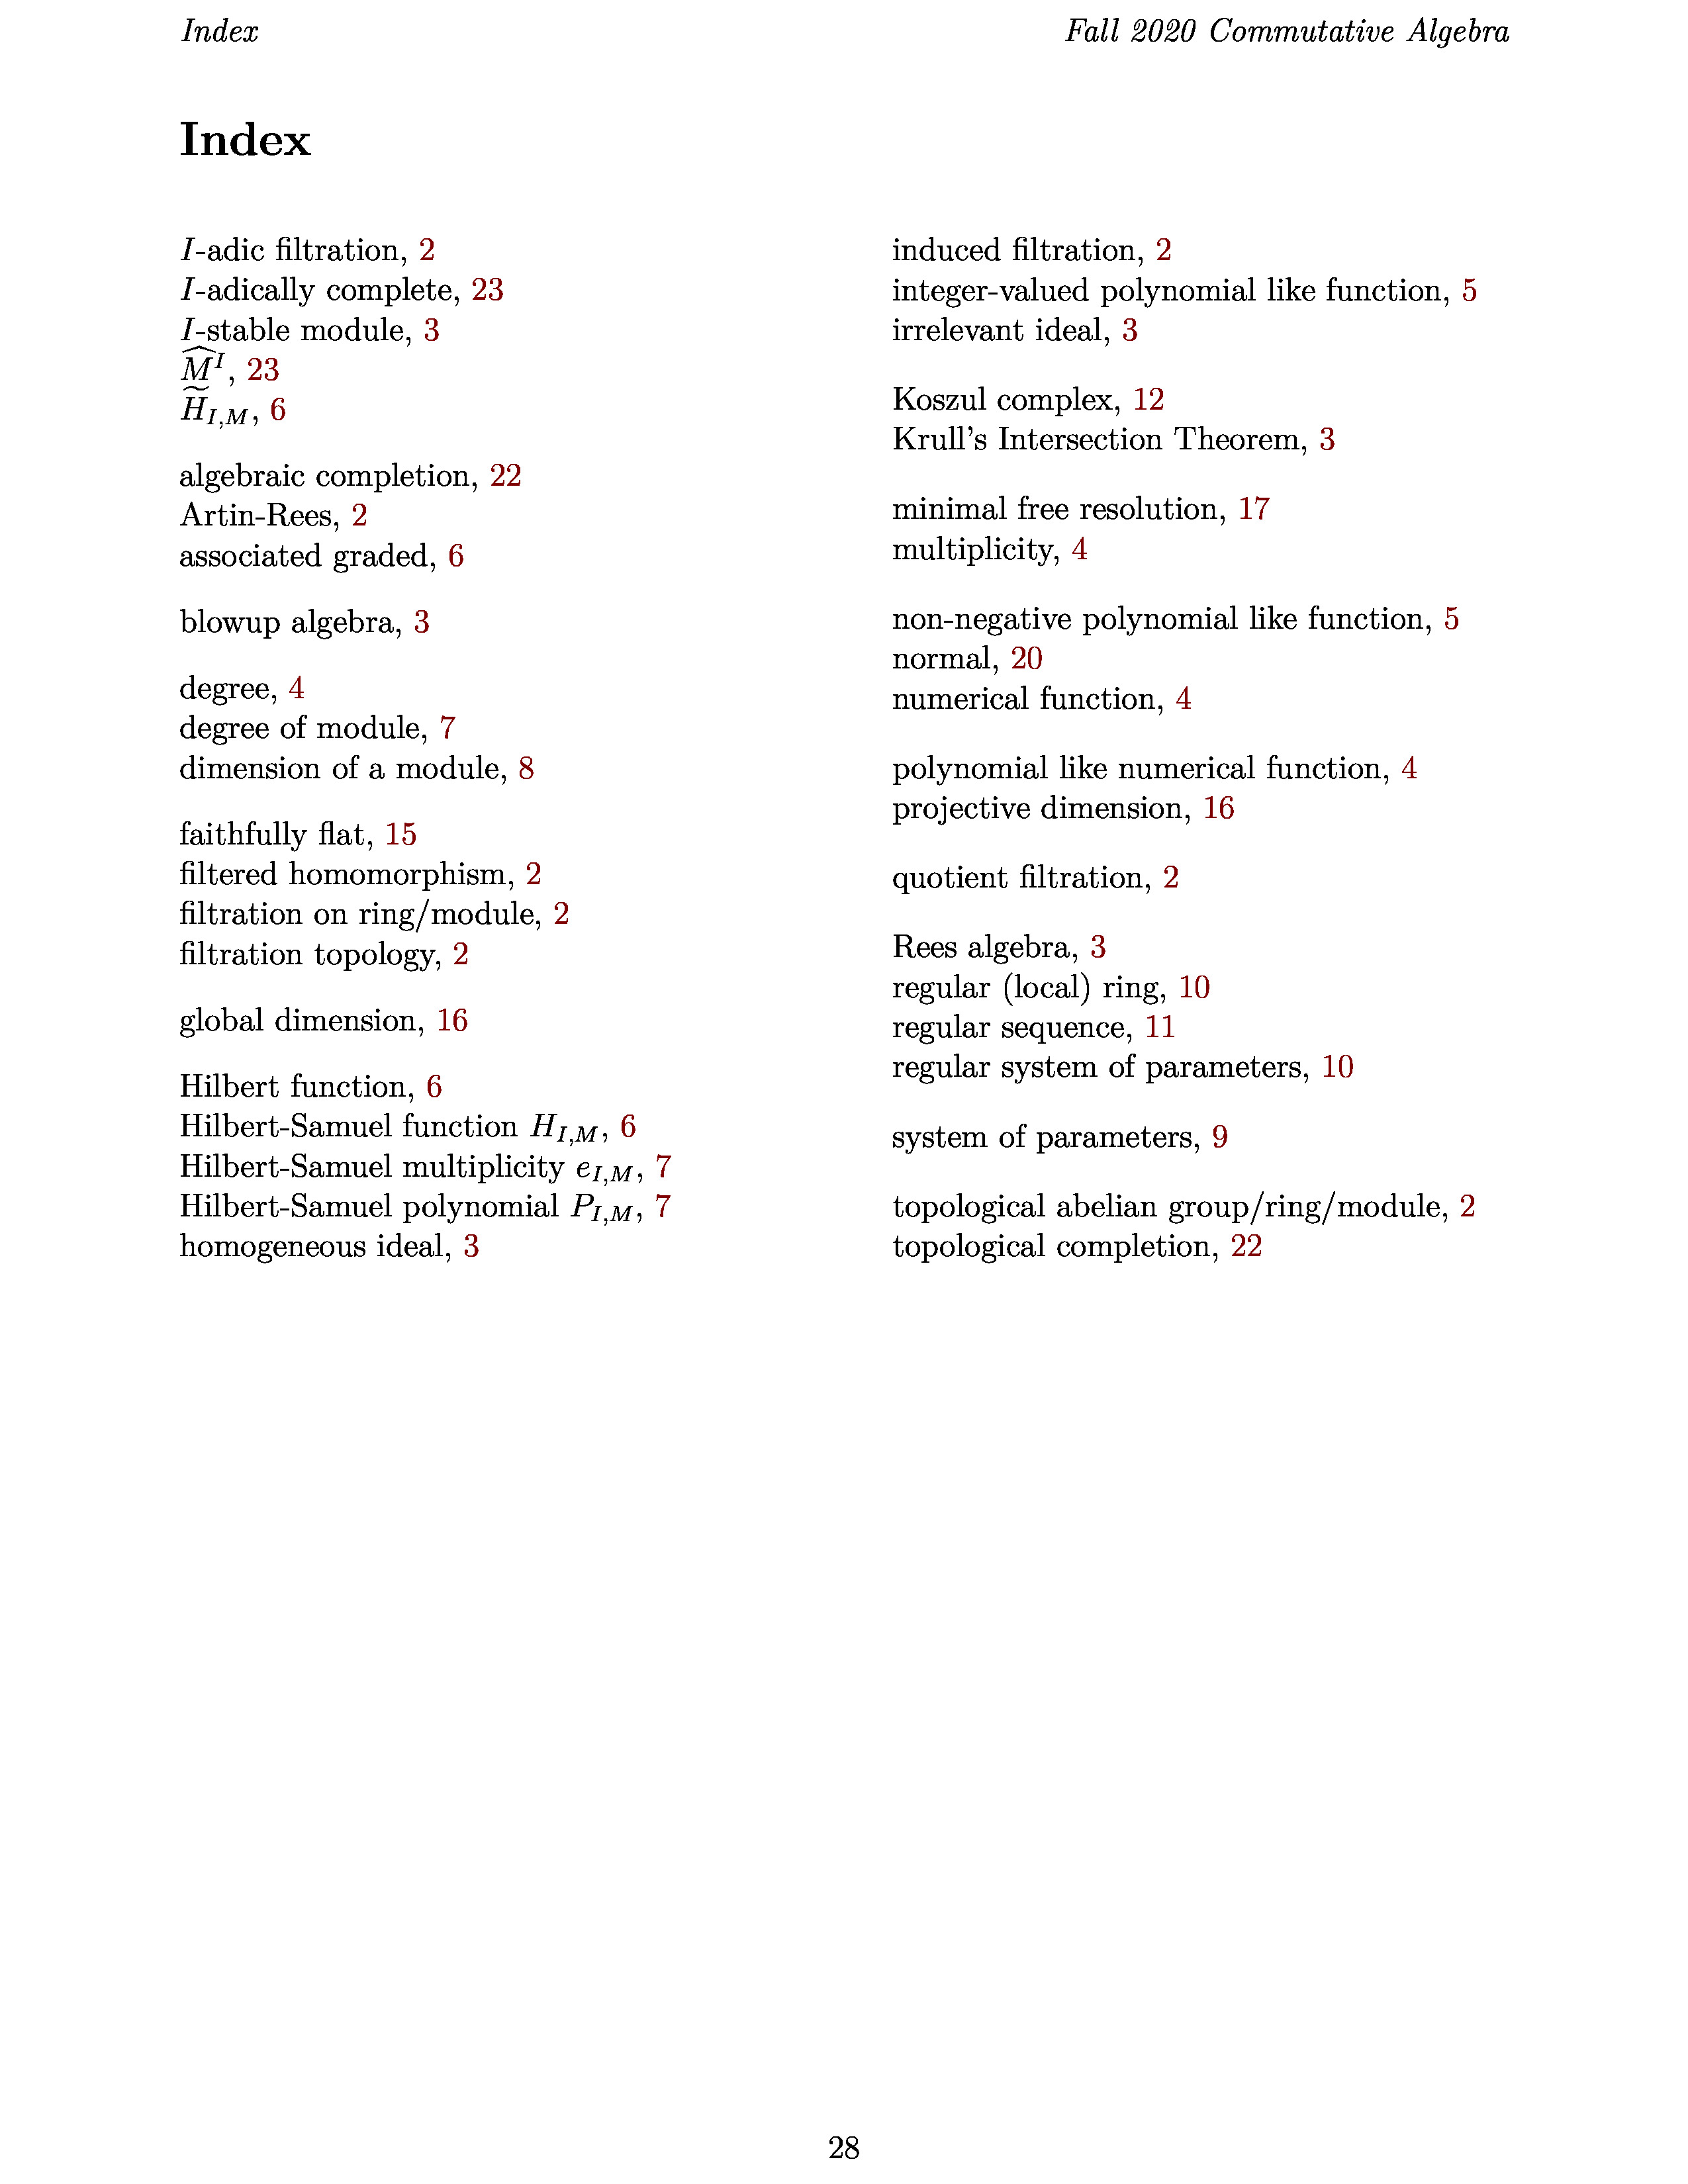 Index Fall 2020 Commutative Algebra
Index
I-adic filtration, 2
I-adically complete, 23
I-stable module, 3
$\widehat{M}^I$, 23
$\widetilde{H}_{I,M}$, 6
algebraic completion, 22
Artin-Rees, 2
associated graded, 6
blowup algebra, 3
degree, 4
degree of module, 7
dimension of a module, 8
faithfully flat, 15
filtered homomorphism, 2
filtration on ring/module, 2
filtration topology, 2
global dimension, 16
Hilbert function, 6
Hilbert-Samuel function $H_{I,M}$, 6
Hilbert-Samuel multiplicity $e_{I,M}$, 7
Hilbert-Samuel polynomial $P_{I,M}$, 7
homogeneous ideal, 3
induced filtration, 2
integer-valued polynomial like function, 5
irrelevant ideal, 3
Koszul complex, 12
Krull's Intersection Theorem, 3
minimal free resolution, 17
multiplicity, 4
non-negative polynomial like function, 5
normal, 20
numerical function, 4
polynomial like numerical function, 4
projective dimension, 16
quotient filtration, 2
Rees algebra, 3
regular (local) ring, 10
regular sequence, 11
regular system of parameters, 10
system of parameters, 9
topological abelian group/ring/module, 2
topological completion, 22
28